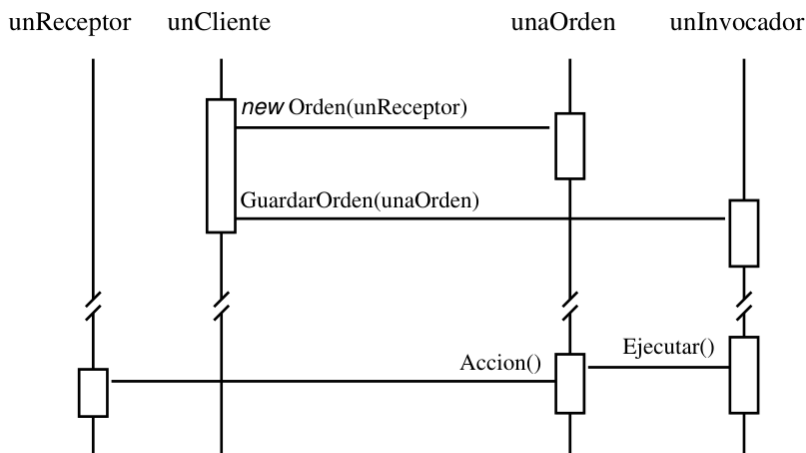 unReceptor unCliente unaOrden unInvocador
new Orden(unReceptor)
GuardarOrden(unaOrden)
Ejecutar()
Accion()